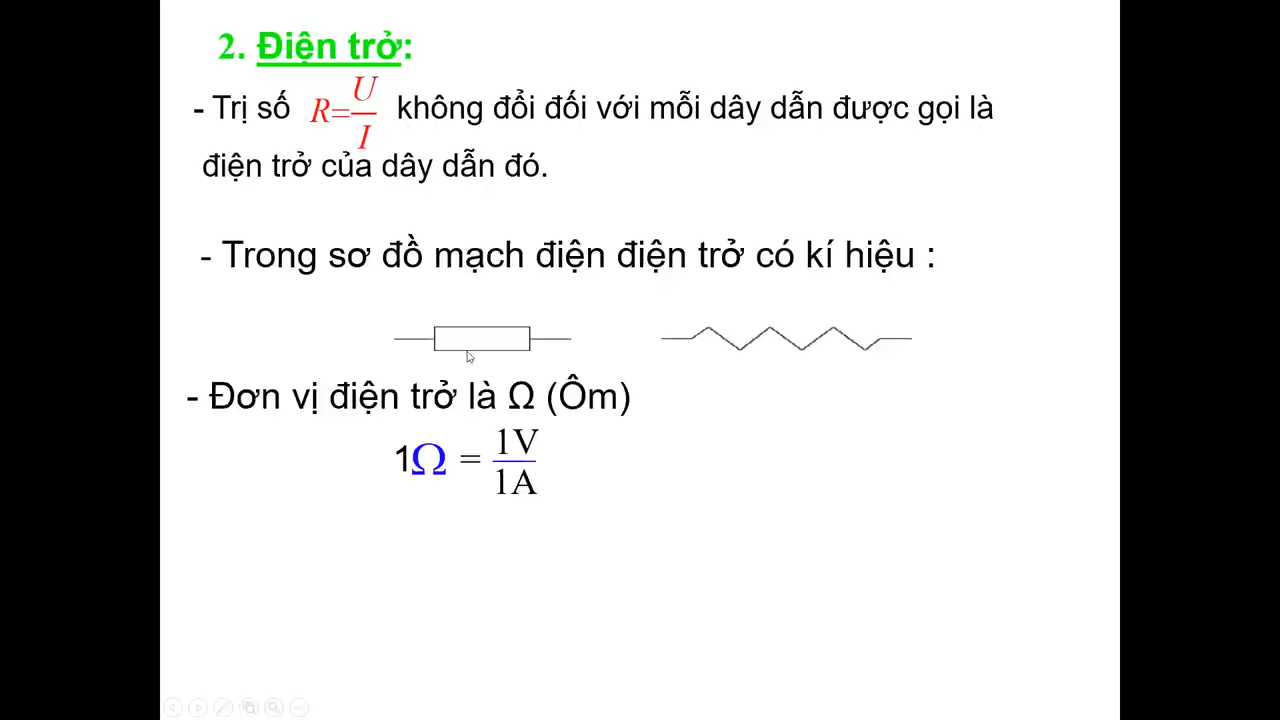 2. Điện trở:
- Trị số R=U/I không đổi đối với mỗi dây dẫn được gọi là
điện trở của dây dẫn đó.
- Trong sơ đồ mạch điện điện trở có kí hiệu :
- Đơn vị điện trở là Ω (Ôm)
1Ω = 1V/1A